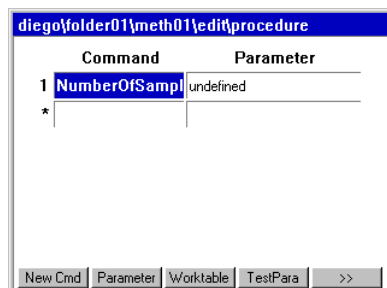 diego\folder01\meth01\edit\procedure
Command Parameter
1 NumberOfSampl undefined
*
New Cmd Parameter Worktable TestPara >>